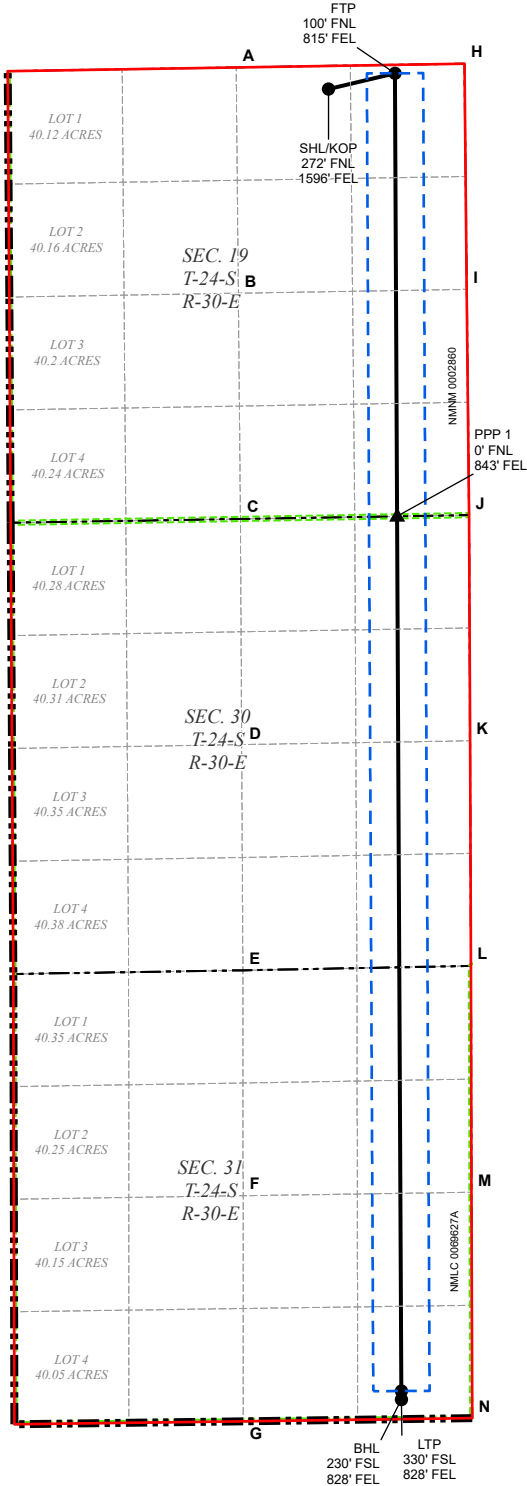 FTP
100' FNL
815' FEL
A
H
LOT 1
40.12 ACRES
SHL/KOP
272' FNL
1596' FEL
LOT 2
40.16 ACRES
SEC. 19
T-24-S
R-30-E
B
I
LOT 3
40.2 ACRES
NMNM 0002860
LOT 4
40.24 ACRES
PPP 1
0' FNL
843' FEL
C
J
LOT 1
40.28 ACRES
LOT 2
40.31 ACRES
SEC. 30
T-24-S
R-30-E
D
K
LOT 3
40.35 ACRES
LOT 4
40.38 ACRES
E
L
LOT 1
40.35 ACRES
LOT 2
40.25 ACRES
SEC. 31
T-24-S
R-30-E
F
M
LOT 3
40.15 ACRES
NMLC 0069627A
LOT 4
40.05 ACRES
G
N
BHL
230' FSL
828' FEL
LTP
330' FSL
828' FEL